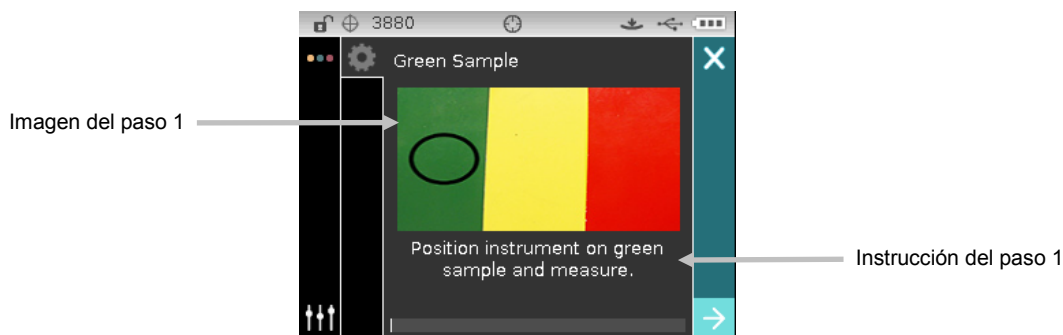 3880
Green Sample
Imagen del paso 1
Position instrument on green
sample and measure.
Instrucción del paso 1